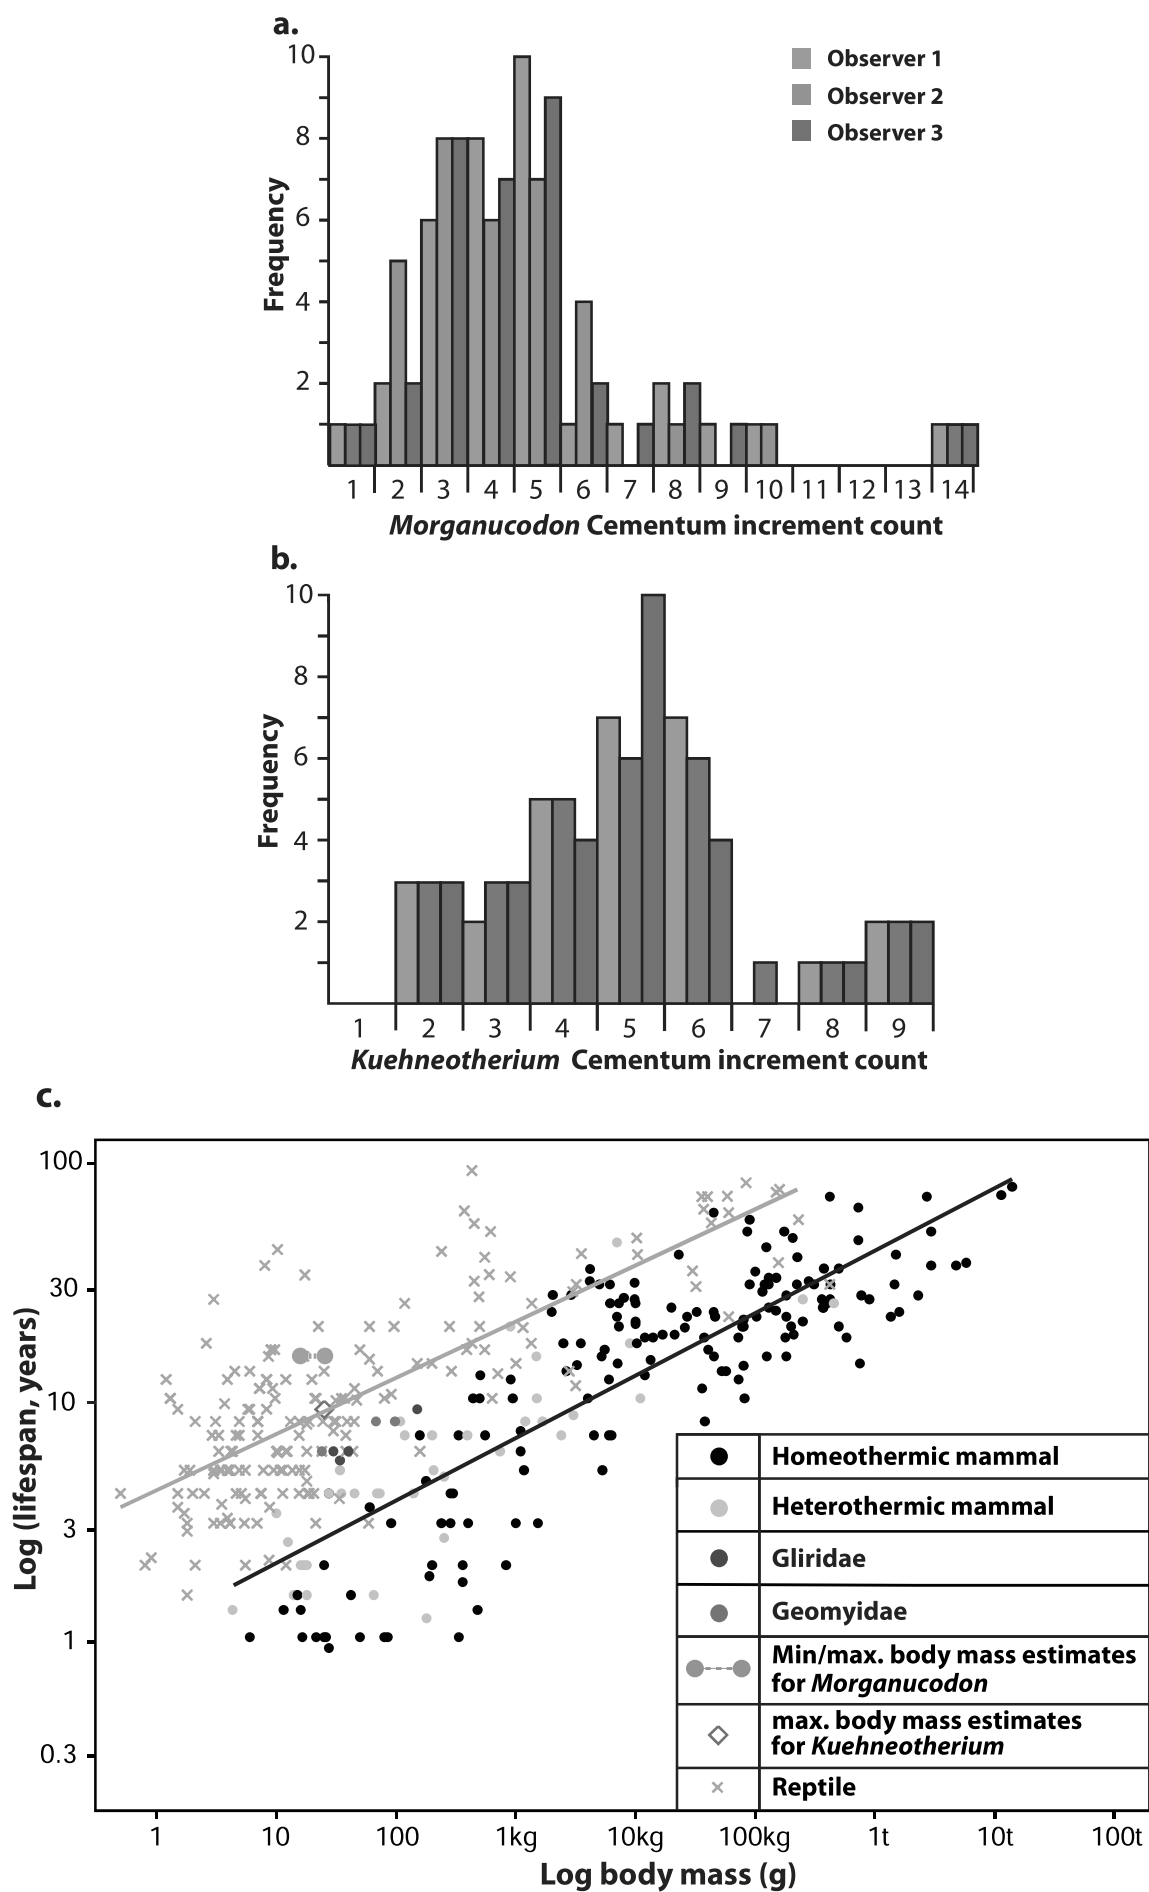 a.
10
8
6
4
2
Frequency
Observer 1
Observer 2
Observer 3
1 2 3 4 5 6 7 8 9 10 11 12 13 14
Morganucodon Cementum increment count
b.
10
8
6
4
2
Frequency
1 2 3 4 5 6 7 8 9
Kuehneotherium Cementum increment count
c.
100
30
10
3
1
0.3
Log (lifespan, years)
Homeothermic mammal
Heterothermic mammal
Gliridae
Geomyidae
Min/max. body mass estimates
for Morganucodon
max. body mass estimates
for Kuehneotherium
Reptile
1 10 100 1kg 10kg 100kg 1t 10t 100t
Log body mass (g)